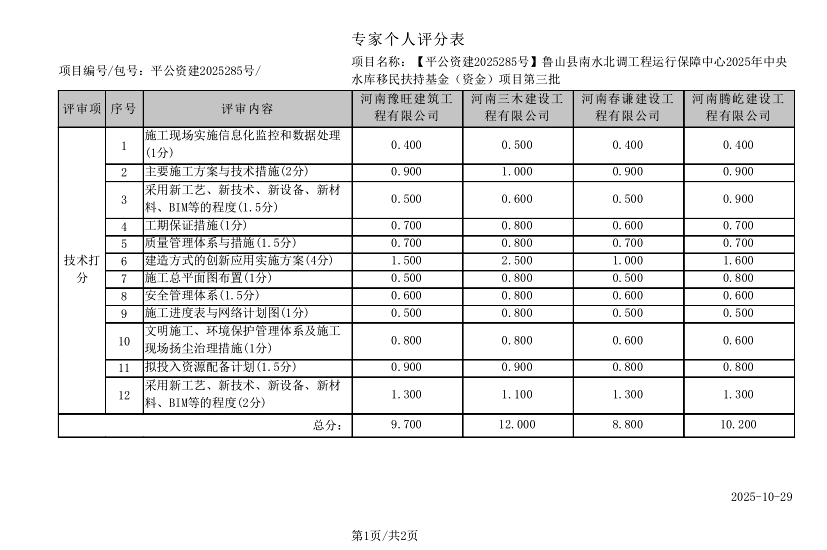 专家个人评分表
项目编号/包号：平公资建2025285号/
项目名称：【平公资建2025285号】鲁山县南水北调工程运行保障中心2025年中央
水库移民扶持基金（资金）项目第三批
评审项 序号 评审内容 河南豫旺建筑工程有限公司 河南三木建设工程有限公司 河南春谦建设工程有限公司 河南腾屹建设工程有限公司
技术打分
1 施工现场实施信息化监控和数据处理(1分) 0.400 0.500 0.400 0.400
2 主要施工方案与技术措施(2分) 0.900 1.000 0.900 0.900
3 采用新工艺、新技术、新设备、新材料、BIM等的程度(1.5分) 0.500 0.600 0.500 0.900
4 工期保证措施(1分) 0.700 0.800 0.600 0.700
5 质量管理体系与措施(1.5分) 0.700 0.800 0.700 0.700
6 建造方式的创新应用实施方案(4分) 1.500 2.500 1.000 1.600
7 施工总平面图布置(1分) 0.500 0.800 0.500 0.800
8 安全管理体系(1.5分) 0.600 0.800 0.600 0.600
9 施工进度表与网络计划图(1分) 0.500 0.800 0.500 0.500
10 文明施工、环境保护管理体系及施工现场扬尘治理措施(1分) 0.800 0.800 0.600 0.600
11 拟投入资源配备计划(1.5分) 0.900 0.900 0.800 0.800
12 采用新工艺、新技术、新设备、新材料、BIM等的程度(2分) 1.300 1.100 1.300 1.300
总分： 9.700 12.000 8.800 10.200
2025-10-29
第1页/共2页